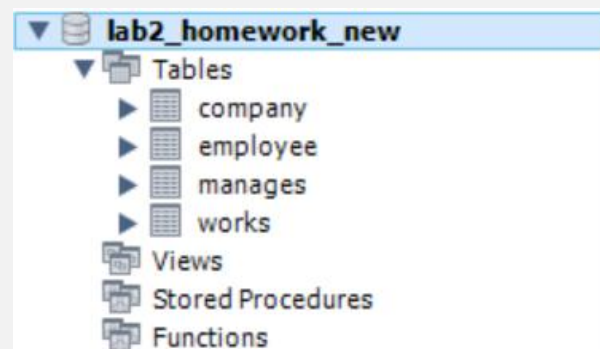 lab2_homework_new
Tables
company
employee
manages
works
Views
Stored Procedures
Functions